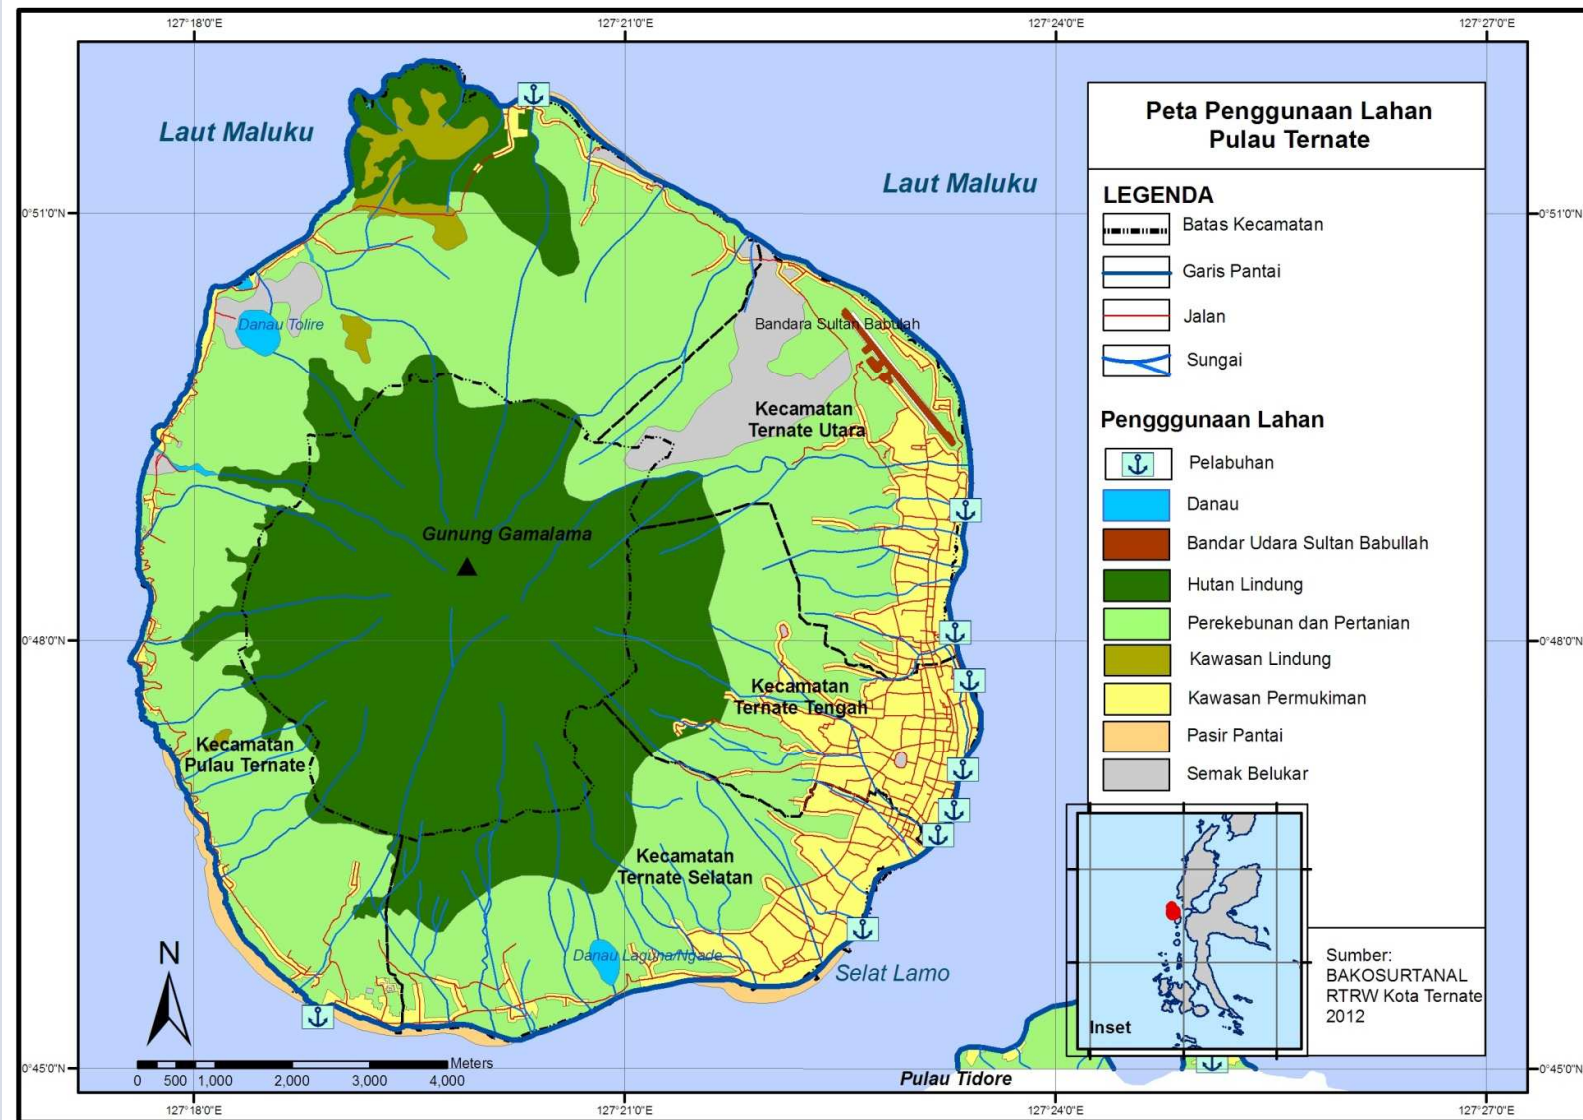 127°18'0"E
127°21'0"E
127°24'0"E
127°27'0"E
Laut Maluku
Laut Maluku
0°51'0"N
0°51'0"N
Danau Tolire
Bandara Sultan Babullah
Kecamatan
Ternate Utara
Gunung Gamalama
0°48'0"N
0°48'0"N
Kecamatan
Ternate Tengah
Kecamatan
Pulau Ternate
Kecamatan
Ternate Selatan
Danau Laguna/Ngade
Selat Lamo
Pulau Tidore
N
Meters
0 500 1,000 2,000 3,000 4,000
0°45'0"N
0°45'0"N
127°18'0"E
127°21'0"E
127°24'0"E
127°27'0"E
Peta Penggunaan Lahan
Pulau Ternate
LEGENDA
Batas Kecamatan
Garis Pantai
Jalan
Sungai
Pengggunaan Lahan
Pelabuhan
Danau
Bandar Udara Sultan Babullah
Hutan Lindung
Perekebunan dan Pertanian
Kawasan Lindung
Kawasan Permukiman
Pasir Pantai
Semak Belukar
Inset
Sumber:
BAKOSURTANAL
RTRW Kota Ternate
2012